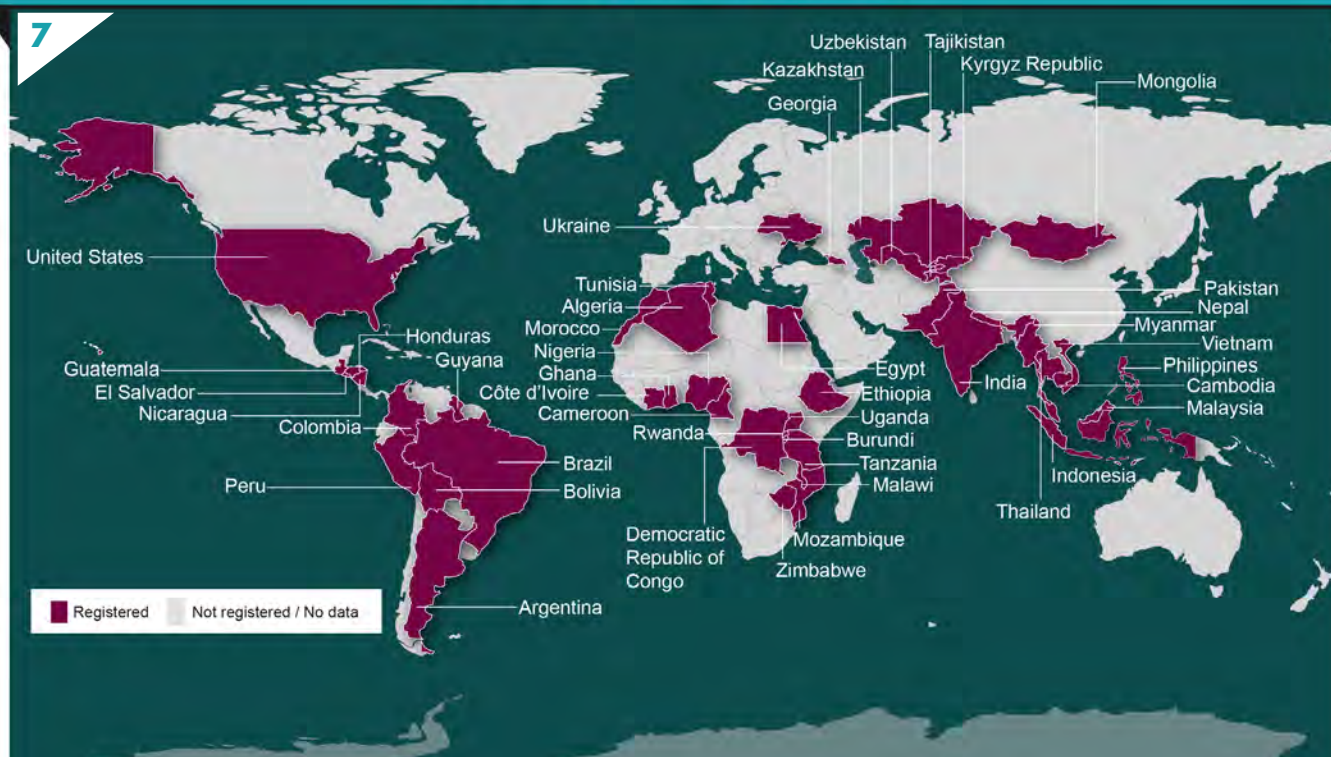 7
Uzbekistan
Tajikistan
Kazakhstan
Kyrgyz Republic
Mongolia
Georgia
Ukraine
United States
Tunisia
Algeria
Morocco
Nigeria
Ghana
Côte d'Ivoire
Cameroon
Rwanda
Democratic
Republic of
Congo
Honduras
Guyana
Guatemala
El Salvador
Nicaragua
Colombia
Peru
Brazil
Bolivia
Argentina
Egypt
Ethiopia
Uganda
Burundi
Tanzania
Malawi
Mozambique
Zimbabwe
Pakistan
Nepal
Myanmar
Vietnam
Philippines
Cambodia
Malaysia
India
Indonesia
Thailand
Registered
Not registered / No data